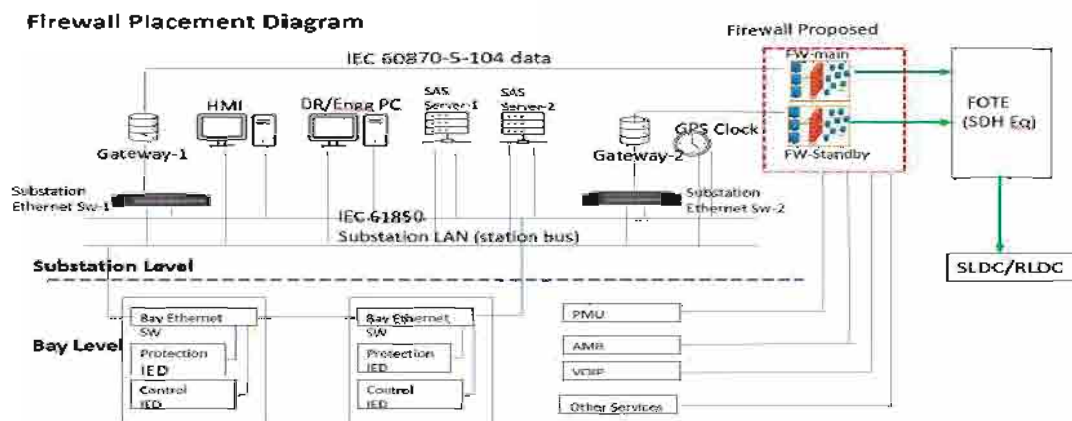 Firewall Placement Diagram
Firewall Proposed
IEC 60870-5-104 data
FW-main
HMI
DR/Engg PC
SAS
Server-1
SAS
Server-2
FOTE
(SDH Eq)
GPS Clock
Gateway-1
Gateway-2
FW-Standby
Substation
Ethernet Sw-1
Substation
Ethernet Sw-2
IEC 61850
Substation LAN (station bus)
Substation Level
SLDC/RLDC
Bay Ethernet
SW
Bay Ethernet
SW
PMU
Bay Level
Protection
IED
Protection
IED
AMR
VOIP
Control
IED
Control
IED
Other Services